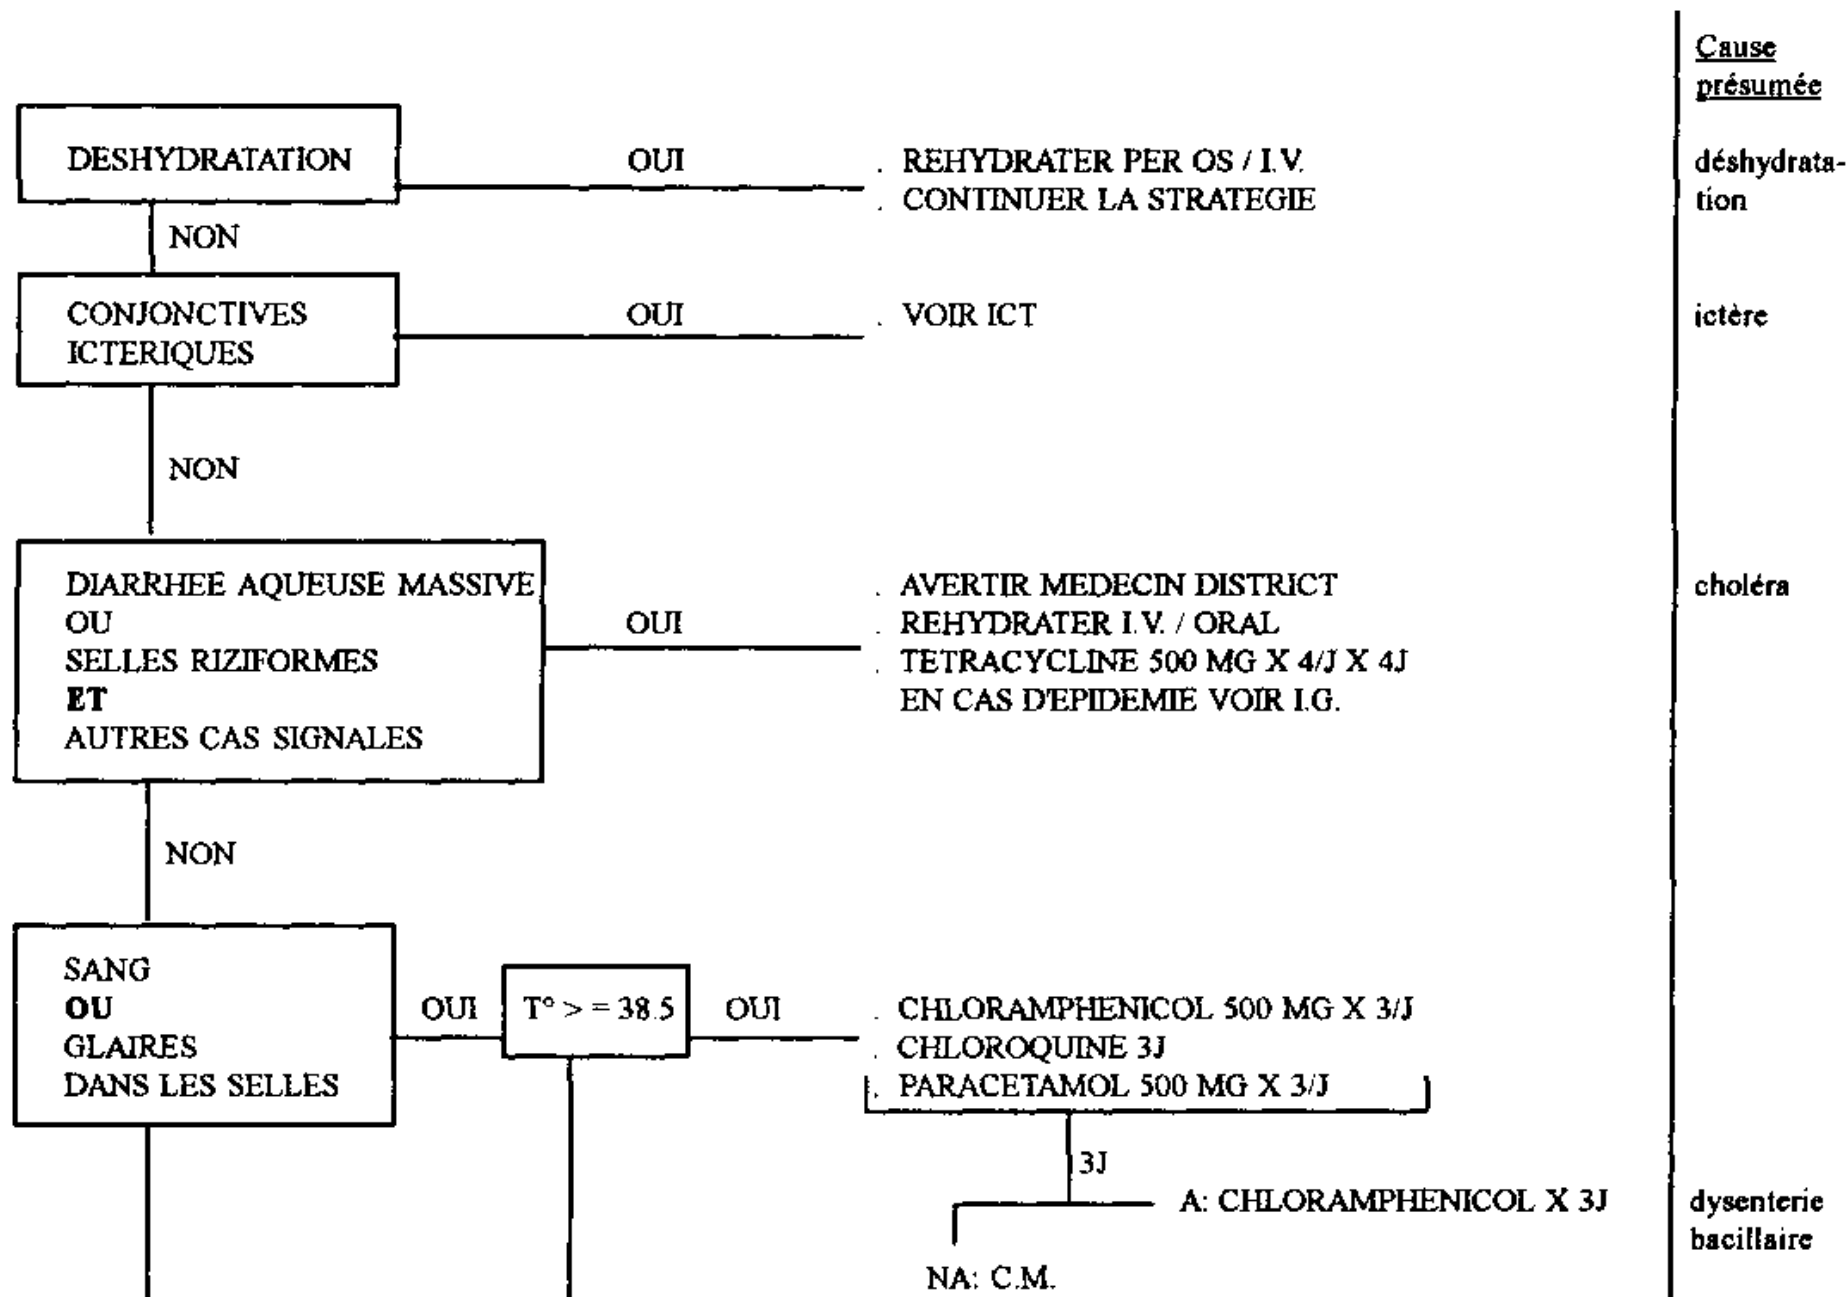 Cause
présumée
DESHYDRATATION
OUI
. REHYDRATER PER OS / I.V.
. CONTINUER LA STRATEGIE
déshydrata-
tion
NON
CONJONCTIVES
ICTERIQUES
OUI
. VOIR ICT
ictère
NON
DIARRHEE AQUEUSE MASSIVE
OU
SELLES RIZIFORMES
ET
AUTRES CAS SIGNALES
OUI
. AVERTIR MEDECIN DISTRICT
. REHYDRATER I.V. / ORAL
. TETRACYCLINE 500 MG X 4/J X 4J
EN CAS D'EPIDEMIE VOIR I.G.
choléra
NON
SANG
OU
GLAIRES
DANS LES SELLES
OUI
T° > = 38.5
OUI
. CHLORAMPHENICOL 500 MG X 3/J
. CHLOROQUINE 3J
. PARACETAMOL 500 MG X 3/J
3J
A: CHLORAMPHENICOL X 3J
dysenterie
bacillaire
NA: C.M.